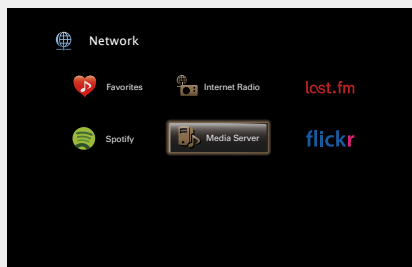 Network
Favorites
Internet Radio
last.fm
Spotify
Media Server
flickr